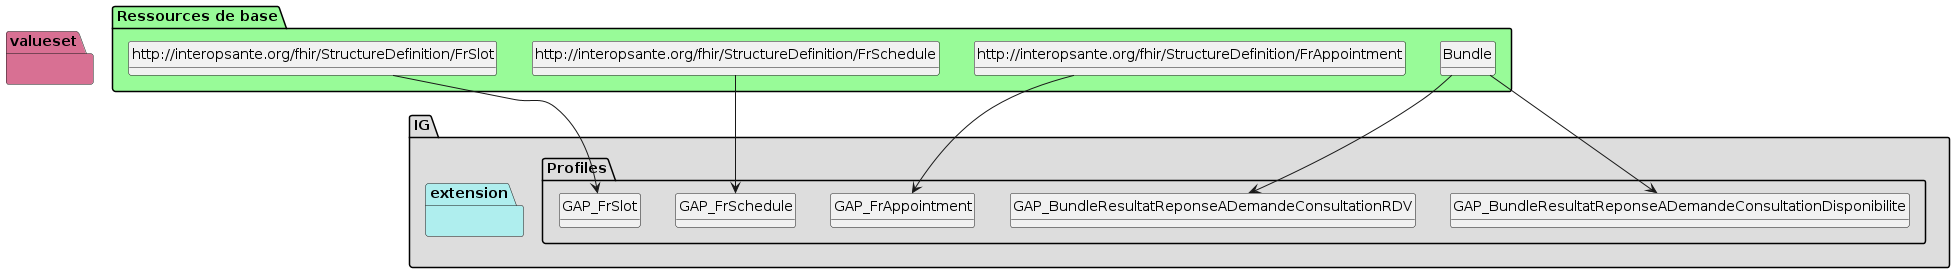 Ressources de base
valueset
http://interopsante.org/fhir/StructureDefinition/FrSlot
http://interopsante.org/fhir/StructureDefinition/FrSchedule
http://interopsante.org/fhir/StructureDefinition/FrAppointment
Bundle
IG
Profiles
extension
GAP_FrSlot
GAP_FrSchedule
GAP_FrAppointment
GAP_BundleResultatReponseADemandeConsultationRDV
GAP_BundleResultatReponseADemandeConsultationDisponibilite